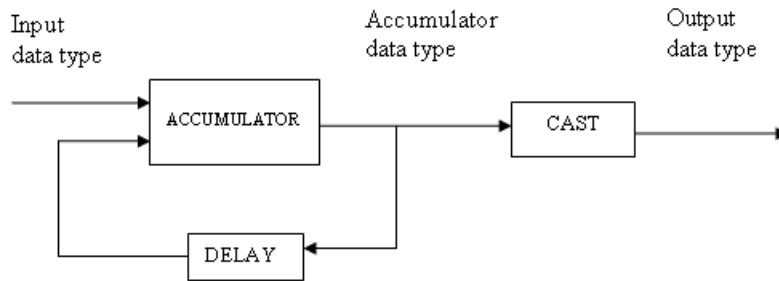 Input
data type
Accumulator
data type
Output
data type
ACCUMULATOR
CAST
DELAY